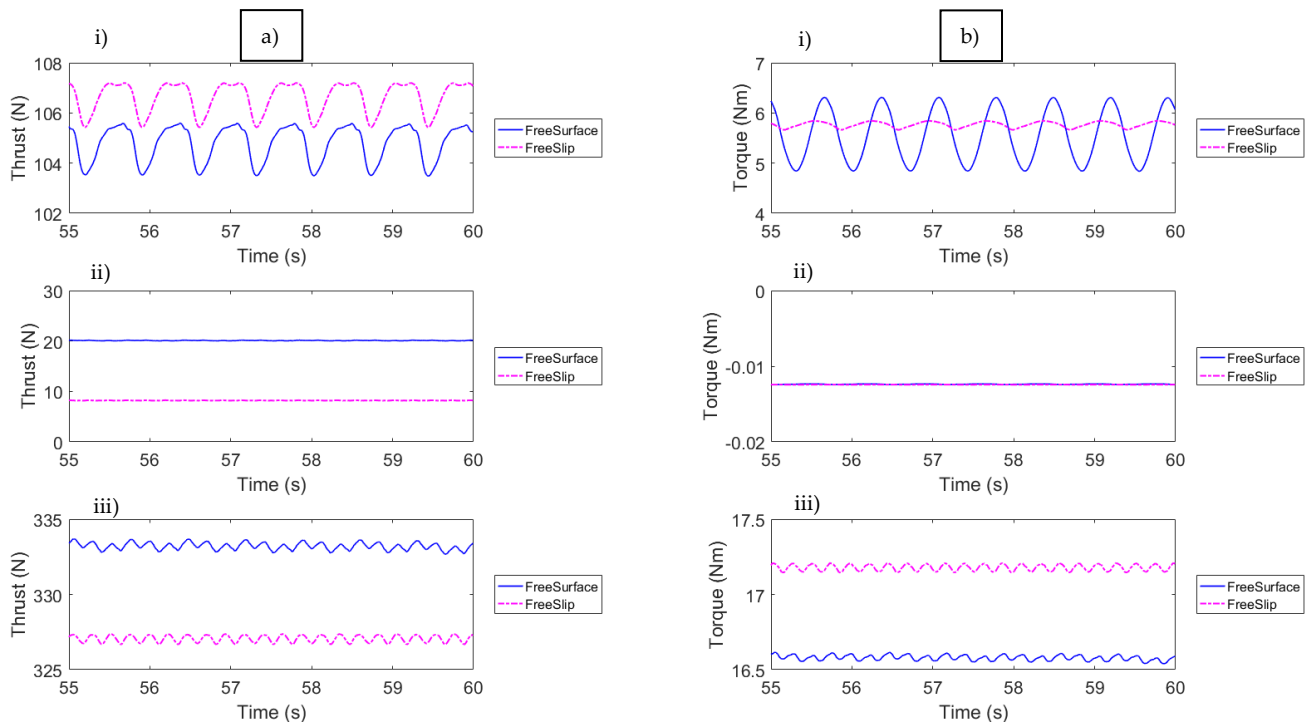 i)
a)
108
106
104
102
Thrust (N)
55 56 57 58 59 60
Time (s)
FreeSurface
FreeSlip
ii)
30
20
10
0
Thrust (N)
55 56 57 58 59 60
Time (s)
FreeSurface
FreeSlip
iii)
335
330
325
Thrust (N)
55 56 57 58 59 60
Time (s)
FreeSurface
FreeSlip
i)
b)
7
6
5
4
Torque (Nm)
55 56 57 58 59 60
Time (s)
FreeSurface
FreeSlip
ii)
0
-0.01
-0.02
Torque (Nm)
55 56 57 58 59 60
Time (s)
FreeSurface
FreeSlip
iii)
17.5
17
16.5
Torque (Nm)
55 56 57 58 59 60
Time (s)
FreeSurface
FreeSlip